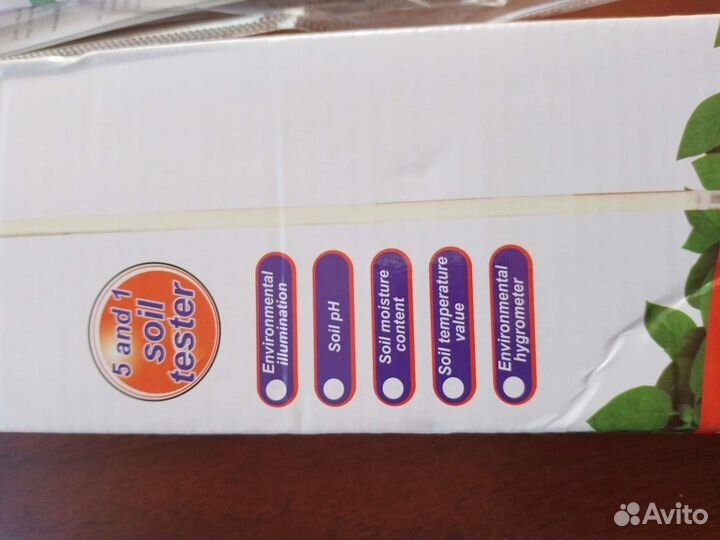 5 and 1
soil
tester
Environmental
illumination
Soil pH
Soil moisture
content
Soil temperature
value
Environmental
hygrometer
Avito